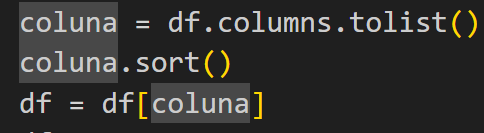 coluna = df.columns.tolist()
coluna.sort()
df = df[coluna]